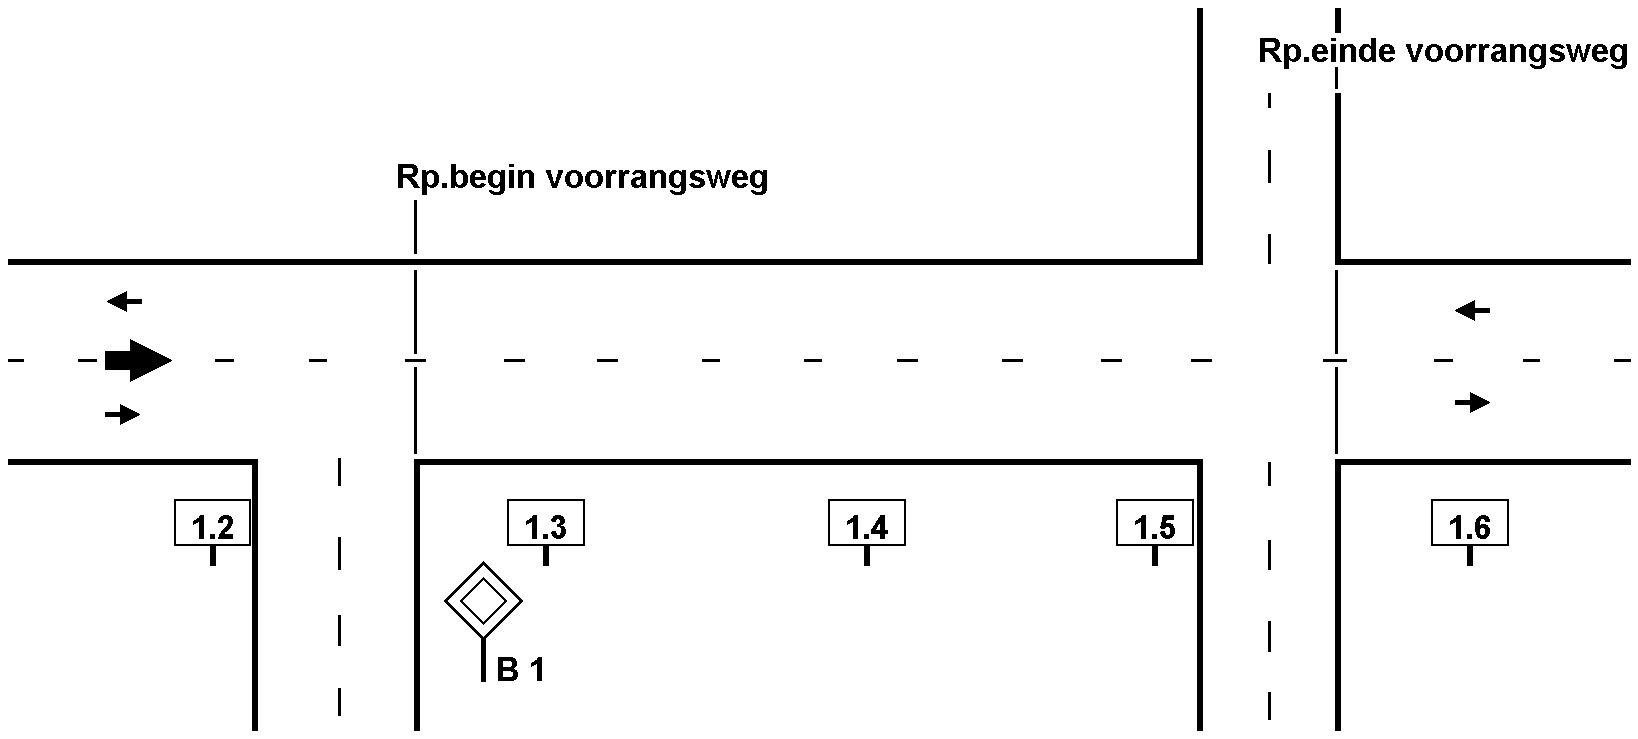 Rp.einde voorrangsweg
Rp.begin voorrangsweg
1.2
1.3
1.4
1.5
1.6
B 1